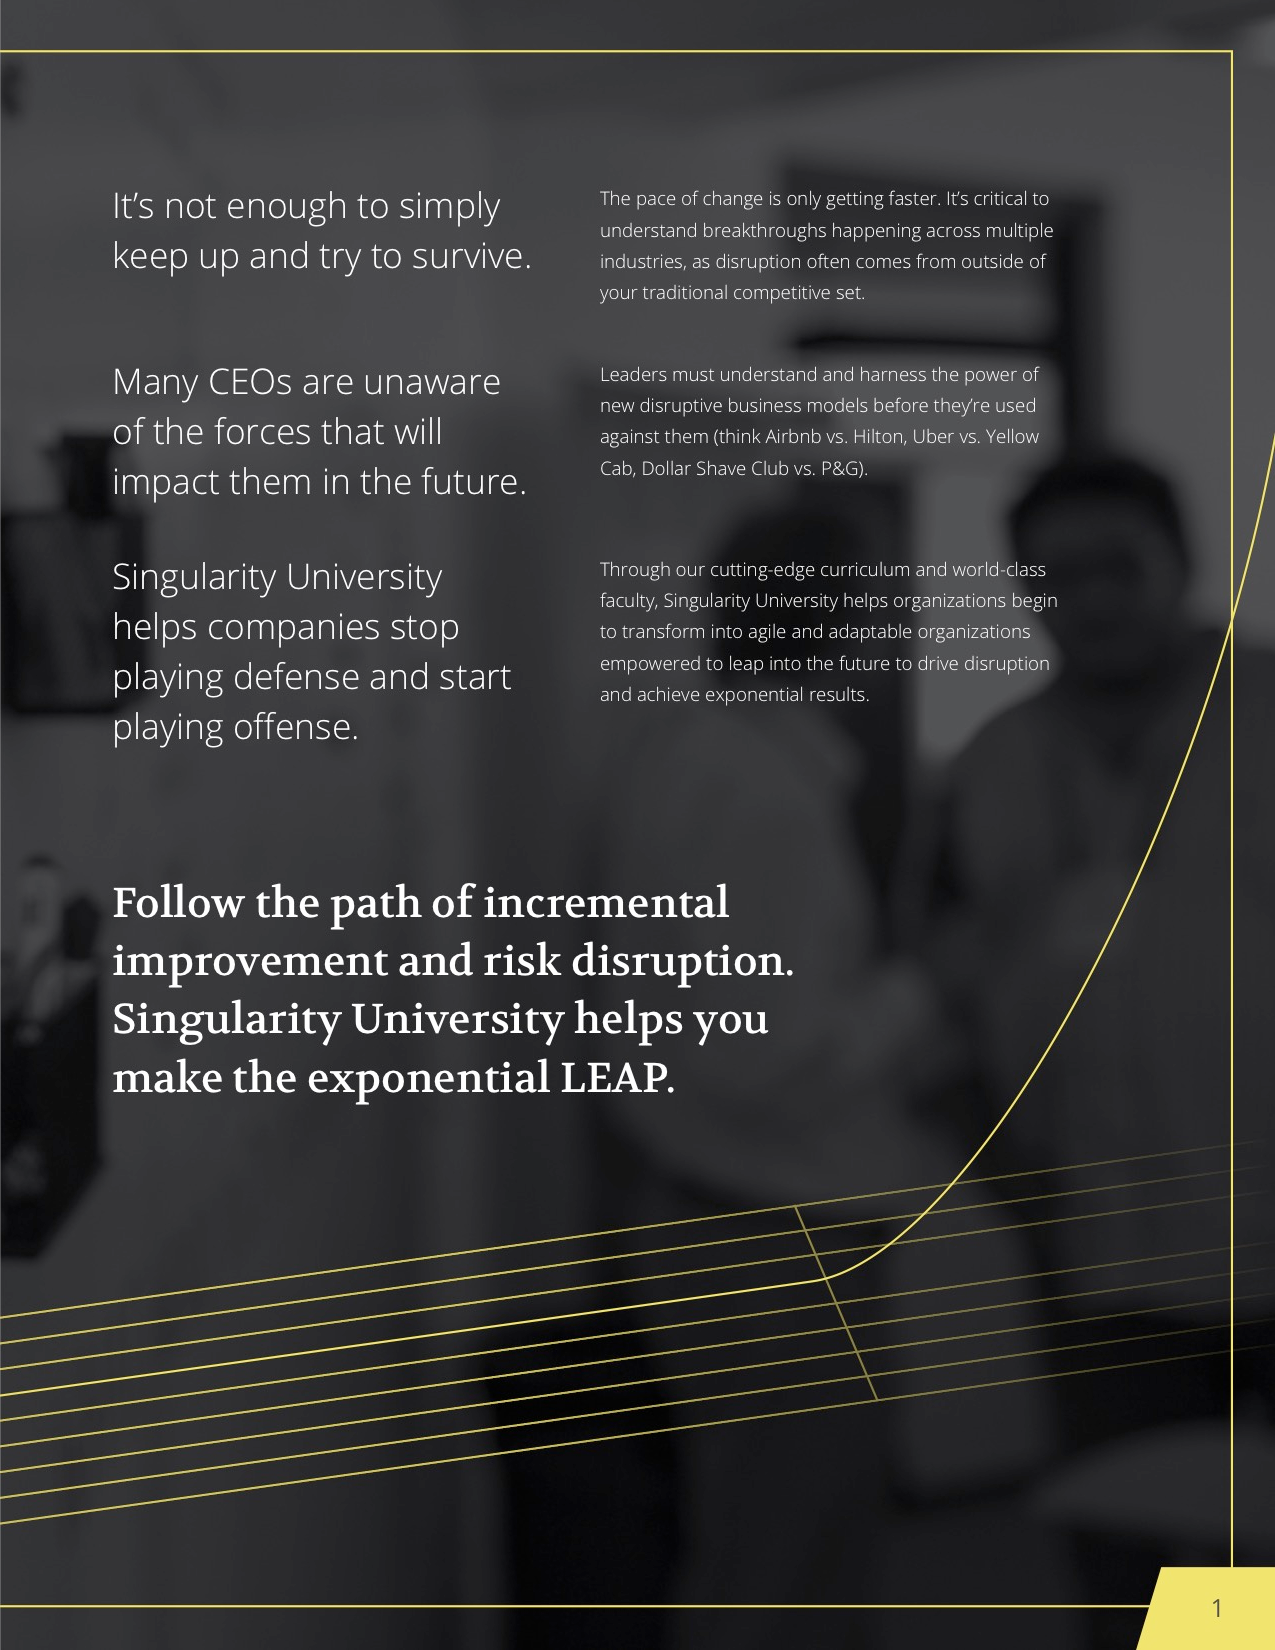 It’s not enough to simply
keep up and try to survive.
The pace of change is only getting faster. It’s critical to
understand breakthroughs happening across multiple
industries, as disruption often comes from outside of
your traditional competitive set.
Many CEOs are unaware
of the forces that will
impact them in the future.
Leaders must understand and harness the power of
new disruptive business models before they’re used
against them (think Airbnb vs. Hilton, Uber vs. Yellow
Cab, Dollar Shave Club vs. P&G).
Singularity University
helps companies stop
playing defense and start
playing offense.
Through our cutting-edge curriculum and world-class
faculty, Singularity University helps organizations begin
to transform into agile and adaptable organizations
empowered to leap into the future to drive disruption
and achieve exponential results.
Follow the path of incremental
improvement and risk disruption.
Singularity University helps you
make the exponential LEAP.
1